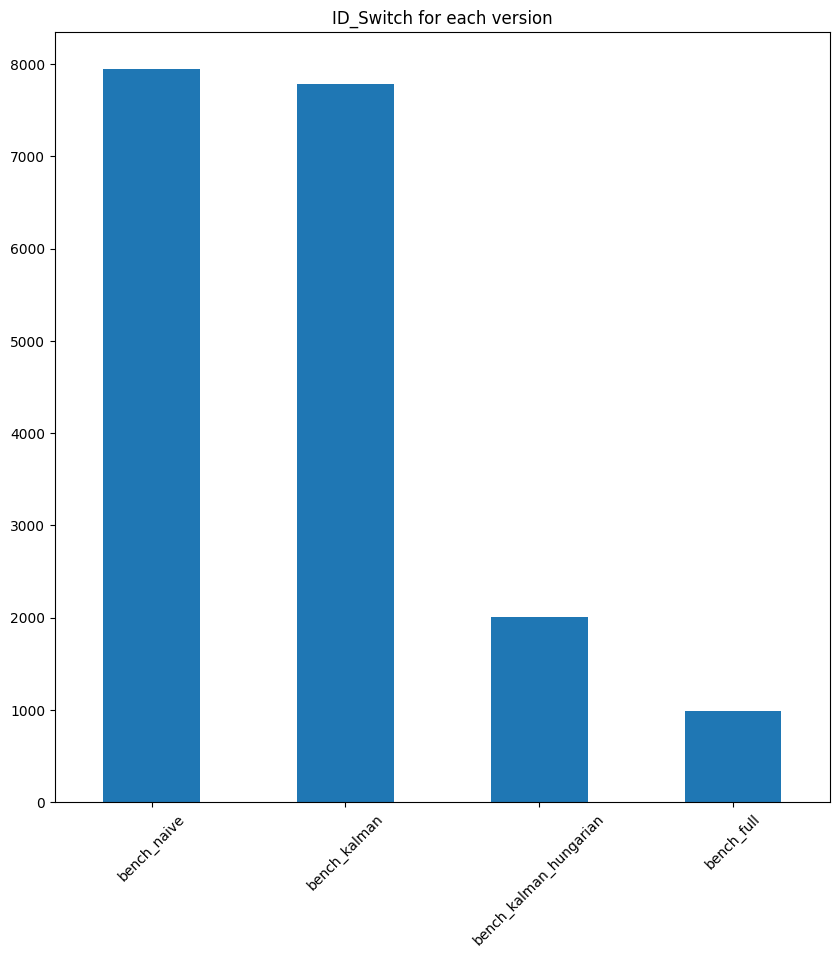 ID_Switch for each version
8000
7000
6000
5000
4000
3000
2000
1000
0
bench_naive
bench_kalman
bench_kalman_hungarian
bench_full